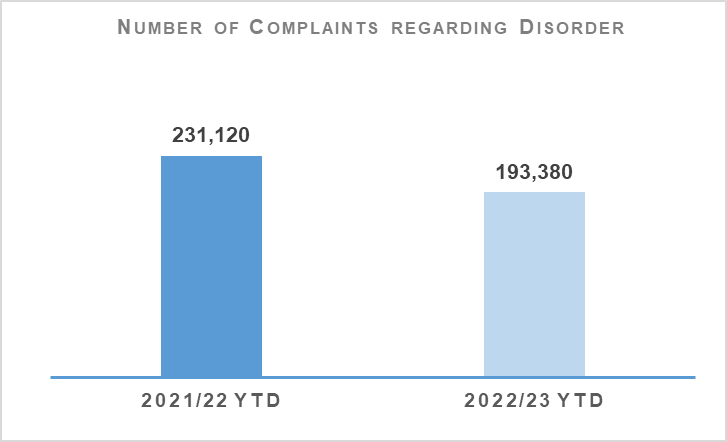 Number of Complaints regarding Disorder
231,120
193,380
2021/22 YTD
2022/23 YTD